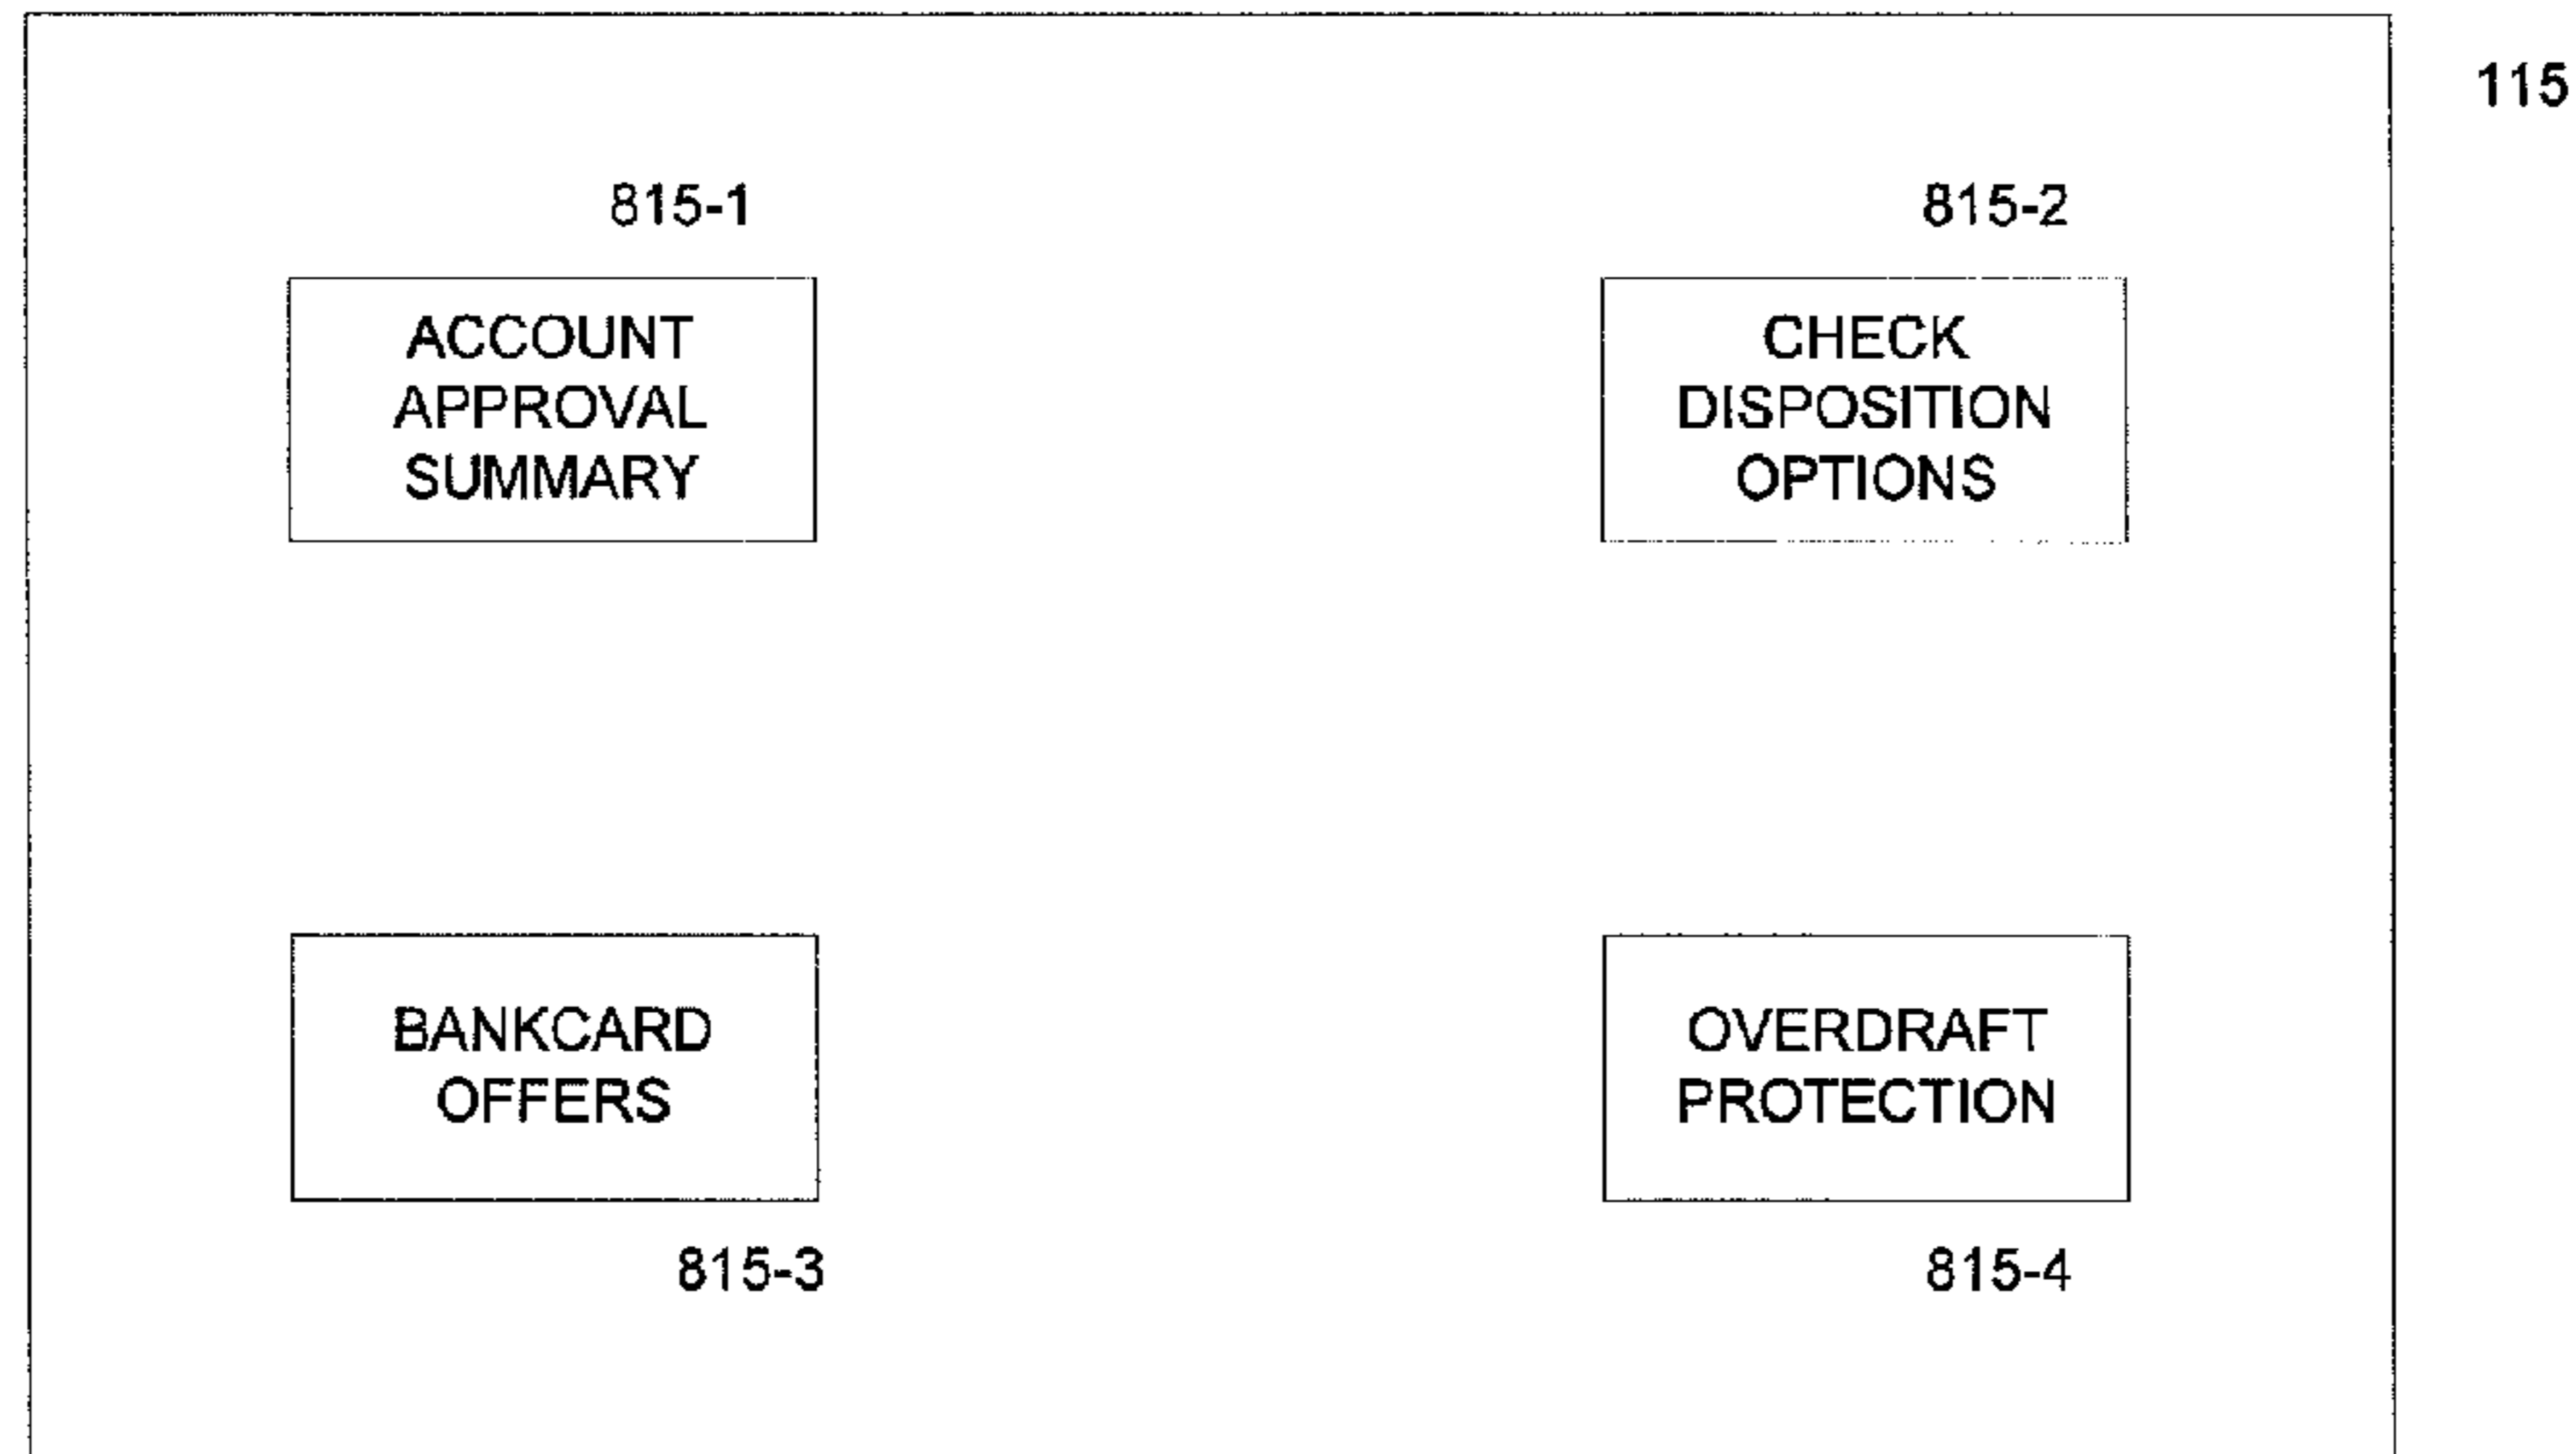 115
815-1
815-2
ACCOUNT
APPROVAL
SUMMARY
CHECK
DISPOSITION
OPTIONS
BANKCARD
OFFERS
OVERDRAFT
PROTECTION
815-3
815-4